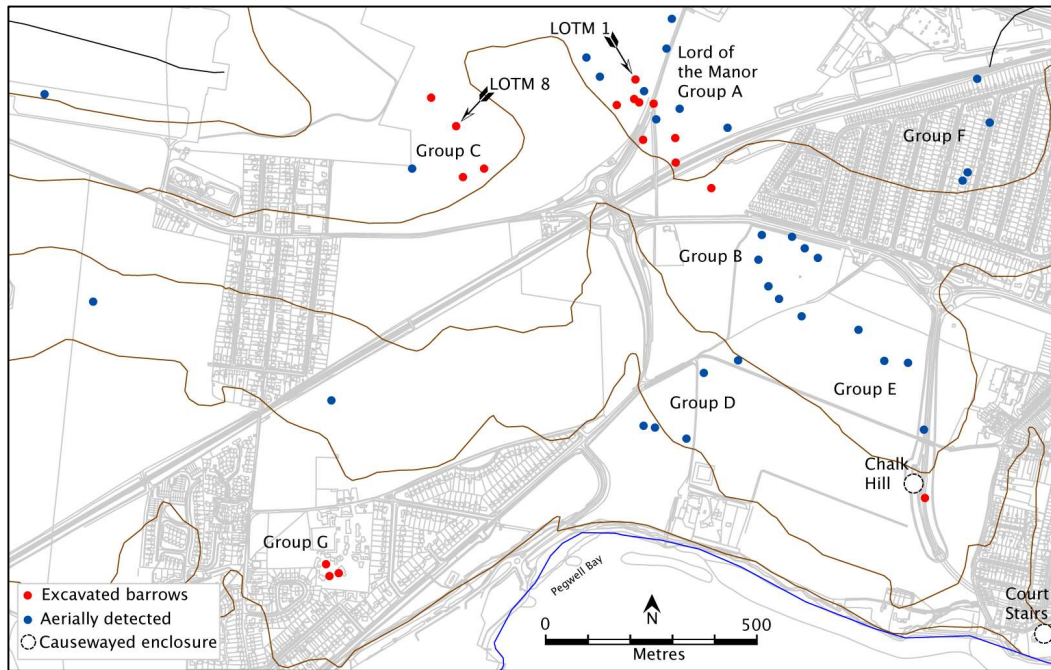 LOTM 1
Lord of
the Manor
Group A
LOTM 8
Group C
Group F
Group B
Group D
Group E
Chalk
Hill
Group G
Pegwell Bay
Court
Stairs
Excavated barrows
Aerially detected
Causewayed enclosure
N
0 500
Metres